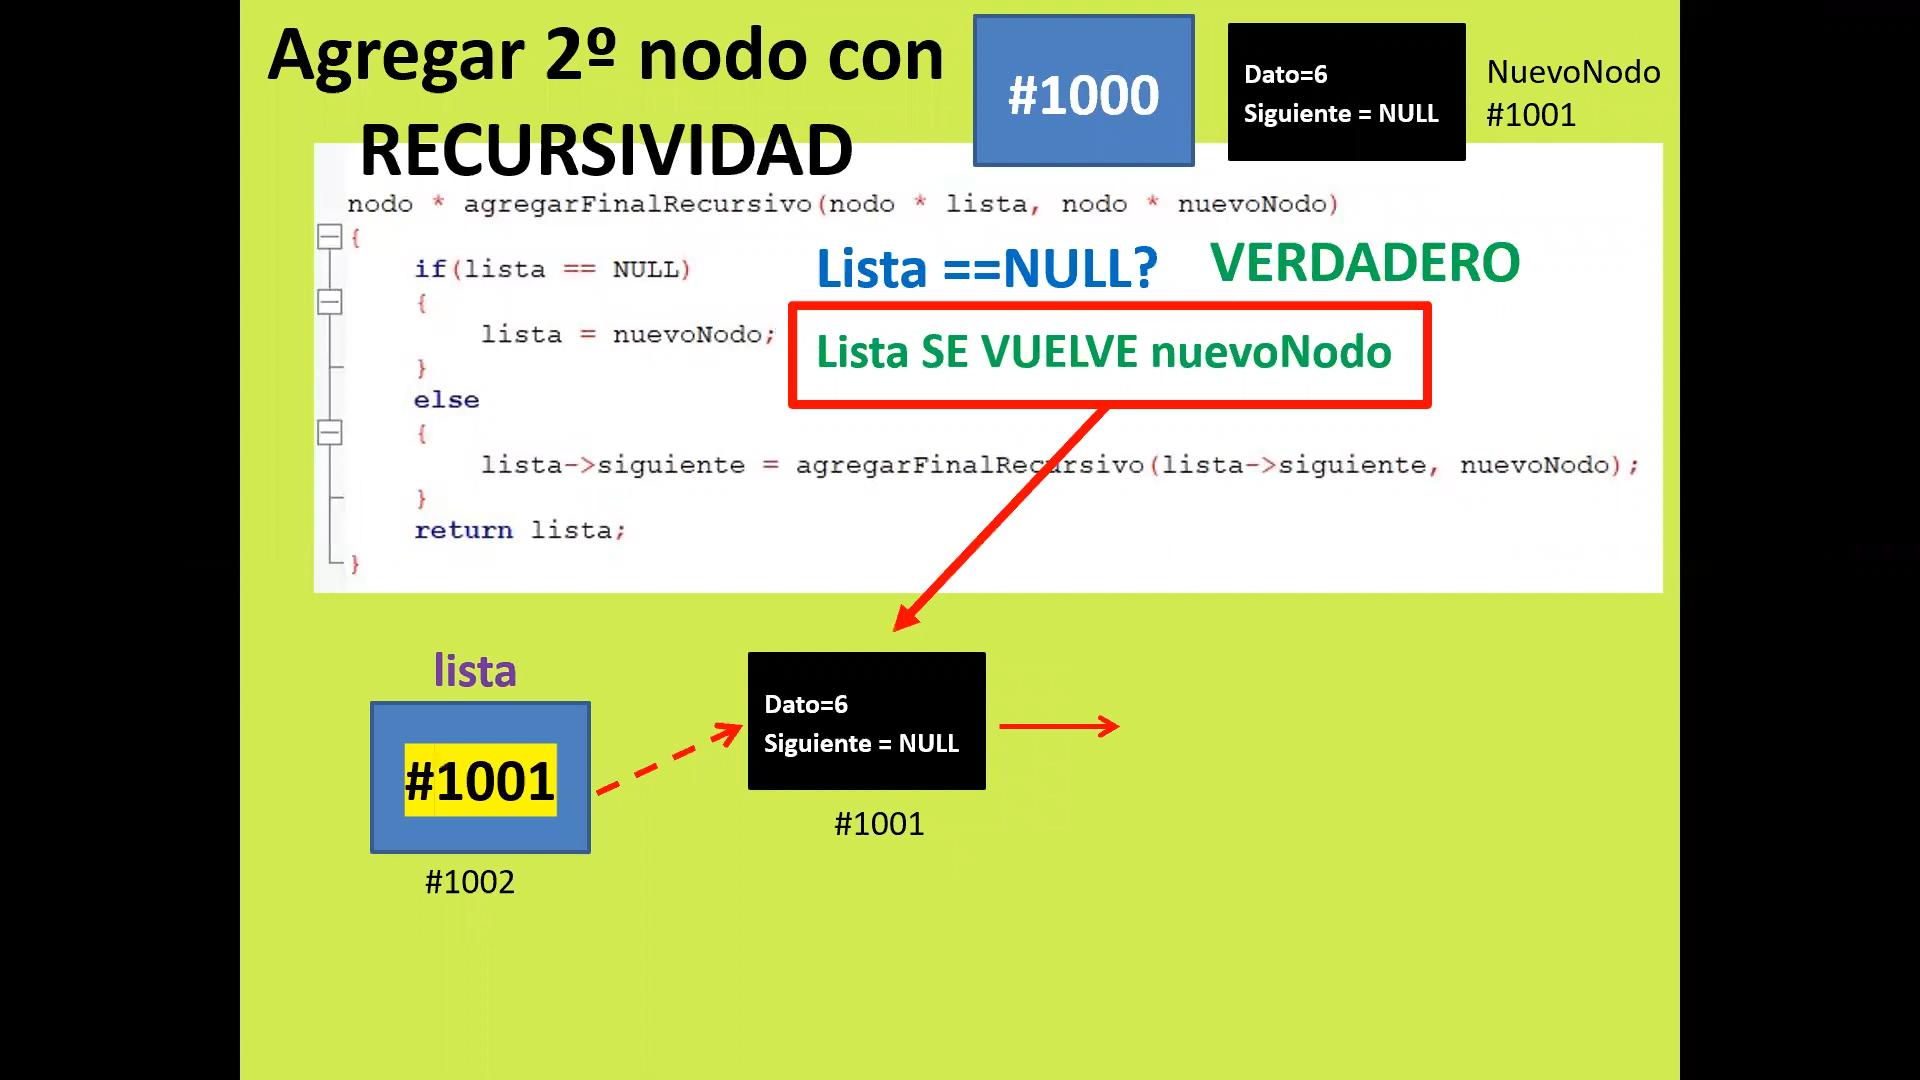 Agregar 2º nodo con
RECURSIVIDAD
#1000
Dato=6
Siguiente = NULL
NuevoNodo
#1001
nodo * agregarFinalRecursivo(nodo * lista, nodo * nuevoNodo)
{
if(lista == NULL)
Lista ==NULL?
VERDADERO
{
lista = nuevoNodo;
Lista SE VUELVE nuevoNodo
}
else
{
lista->siguiente = agregarFinalRecursivo(lista->siguiente, nuevoNodo);
}
return lista;
}
lista
#1001
#1002
Dato=6
Siguiente = NULL
#1001